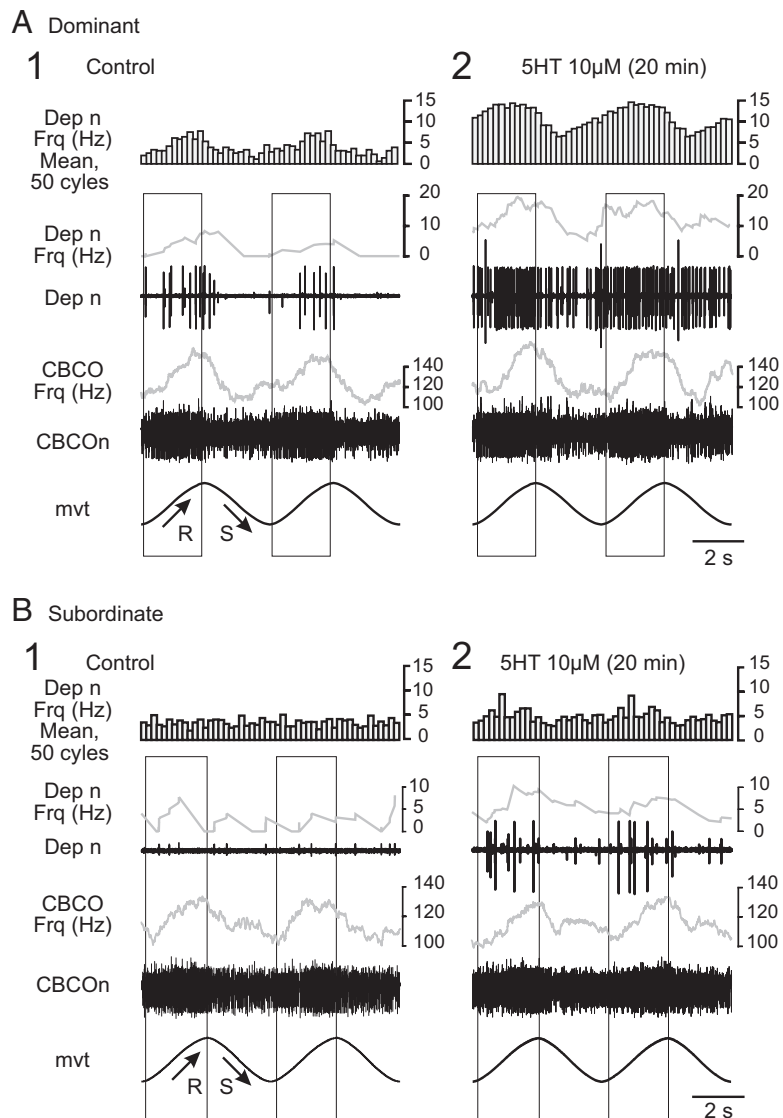 A Dominant
1 Control
2 5HT 10µM (20 min)
Dep n
Frq (Hz)
Mean,
50 cyles
15
10
5
0
15
10
5
0
Dep n
Frq (Hz)
20
10
0
20
10
0
Dep n
CBCO
Frq (Hz)
140
120
100
140
120
100
CBCOn
mvt
R
S
2 s
B Subordinate
1 Control
2 5HT 10µM (20 min)
Dep n
Frq (Hz)
Mean,
50 cyles
15
10
5
0
15
10
5
0
Dep n
Frq (Hz)
10
5
0
10
5
0
Dep n
CBCO
Frq (Hz)
140
120
100
140
120
100
CBCOn
mvt
R
S
2 s